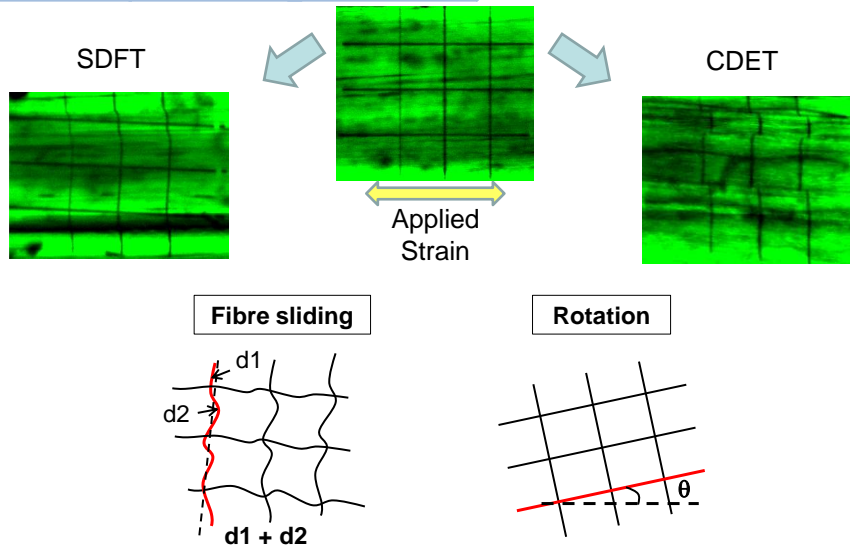 SDFT
CDET
Applied
Strain
Fibre sliding
Rotation
d1
d2
θ
d1 + d2